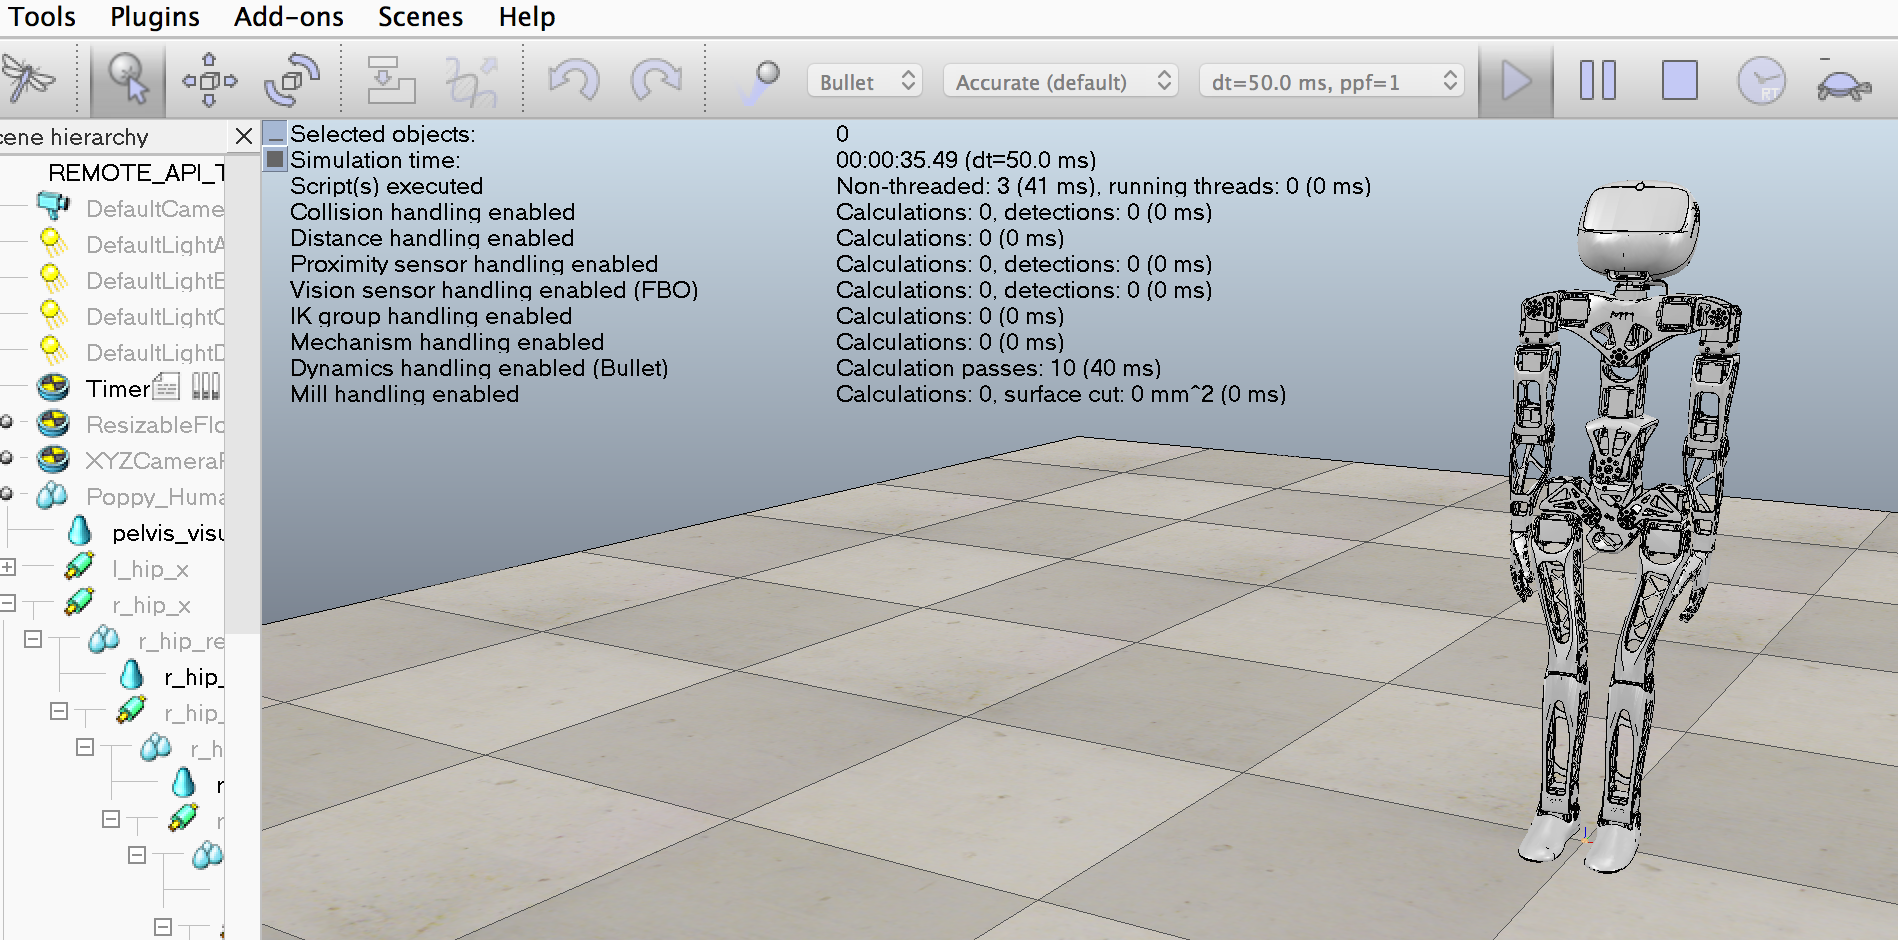 Tools Plugins Add-ons Scenes Help
Bullet Accurate (default) dt=50.0 ms, ppf=1
RT
cene hierarchy
REMOTE_API_T
DefaultCame
DefaultLightA
DefaultLightB
DefaultLightC
DefaultLightD
Timer
ResizableFlo
XYZCameraP
Poppy_Huma
pelvis_visu
l_hip_x
r_hip_x
r_hip_re
r_hip_
r_hip_
r_h
r
r
Selected objects: 0
Simulation time: 00:00:35.49 (dt=50.0 ms)
Script(s) executed Non-threaded: 3 (41 ms), running threads: 0 (0 ms)
Collision handling enabled Calculations: 0, detections: 0 (0 ms)
Distance handling enabled Calculations: 0 (0 ms)
Proximity sensor handling enabled Calculations: 0, detections: 0 (0 ms)
Vision sensor handling enabled (FBO) Calculations: 0, detections: 0 (0 ms)
IK group handling enabled Calculations: 0 (0 ms)
Mechanism handling enabled Calculations: 0 (0 ms)
Dynamics handling enabled (Bullet) Calculation passes: 10 (40 ms)
Mill handling enabled Calculations: 0, surface cut: 0 mm^2 (0 ms)